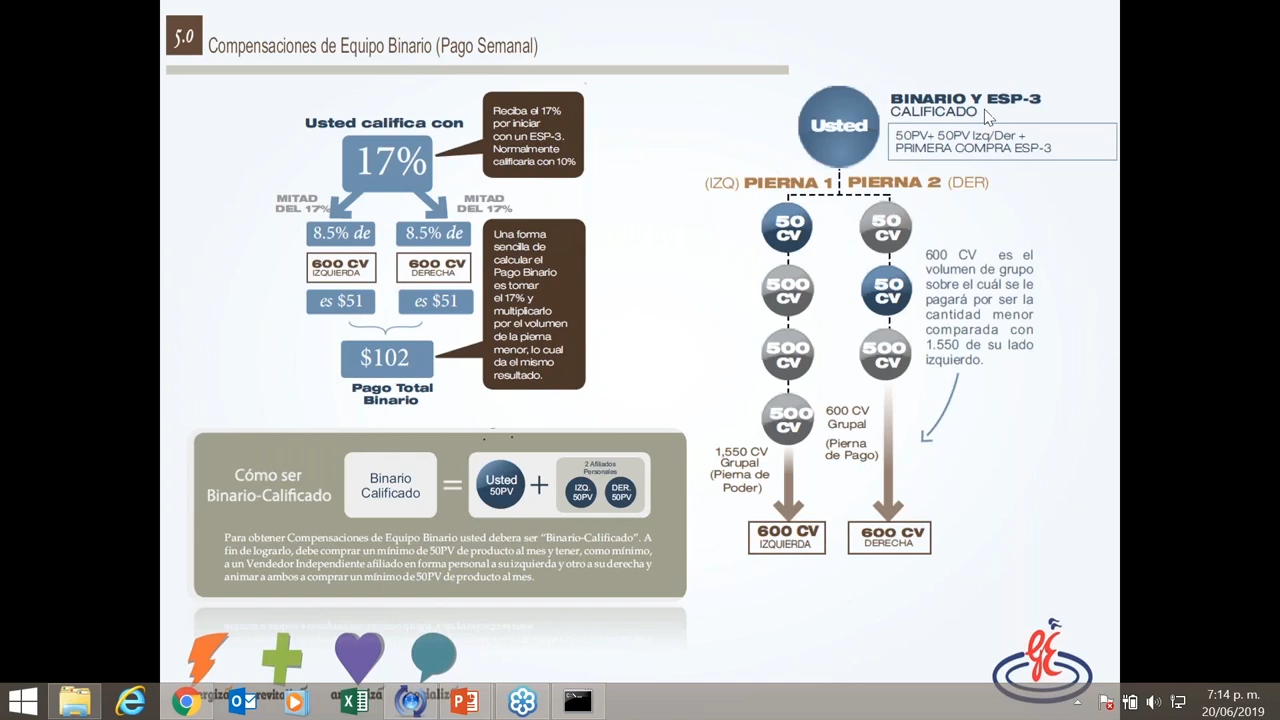 5.0
Compensaciones de Equipo Binario (Pago Semanal)
Usted califica con
17%
Reciba el 17%
por iniciar
con un ESP-3.
Normalmente
calificaría con 10%
MITAD
DEL 17%
MITAD
DEL 17%
8.5% de
8.5% de
600 CV
IZQUIERDA
600 CV
DERECHA
es $51
es $51
$102
Pago Total
Binario
Una forma
sencilla de
calcular el
Pago Binario
es tomar
el 17% y
multiplicarlo
por el volumen
de la pierna
menor, lo cual
da el mismo
resultado.
Cómo ser
Binario-Calificado
Binario
Calificado
=
Usted
50PV
+
2 Afiliados
Personales
IZQ.
50PV
DER.
50PV
Para obtener Compensaciones de Equipo Binario usted debera ser “Binario-Calificado”. A
fin de lograrlo, debe comprar un mínimo de 50PV de producto al mes y tener, como mínimo,
a un Vendedor Independiente afiliado en forma personal a su izquierda y otro a su derecha y
animar a ambos a comprar un mínimo de 50PV de producto al mes.
Usted
BINARIO Y ESP-3
CALIFICADO
50PV+ 50PV Izq/Der +
PRIMERA COMPRA ESP-3
(IZQ) PIERNA 1
PIERNA 2 (DER)
50
CV
50
CV
500
CV
50
CV
500
CV
500
CV
500
CV
600 CV es el
volumen de grupo
sobre el cuál se le
pagará por ser la
cantidad menor
comparada con
1.550 de su lado
izquierdo.
600 CV
Grupal
(Pierna
de Pago)
1,550 CV
Grupal
(Pierna de
Poder)
600 CV
IZQUIERDA
600 CV
DERECHA
7:14 p. m.
20/06/2019